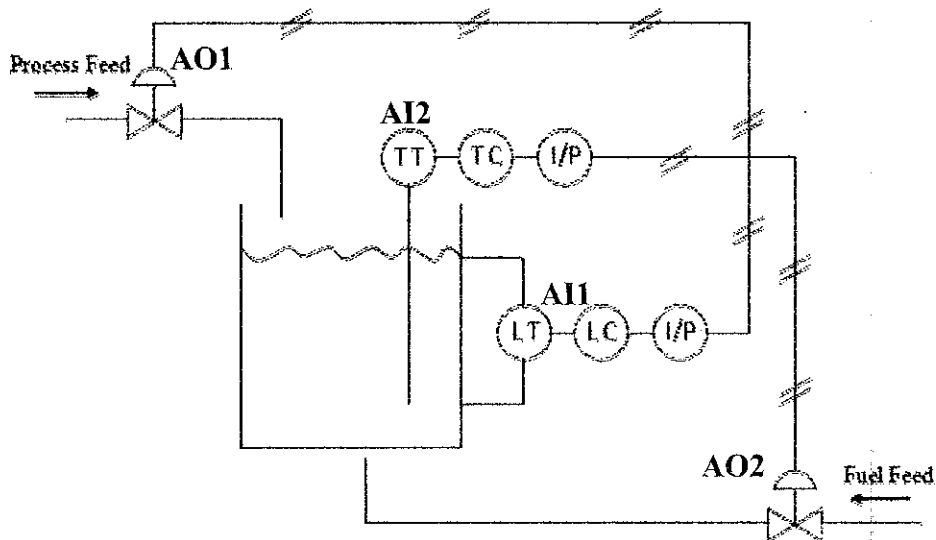 AO1
Process Feed
AI2
TT TC I/P
AI1
LT LC I/P
AO2
Fuel Feed